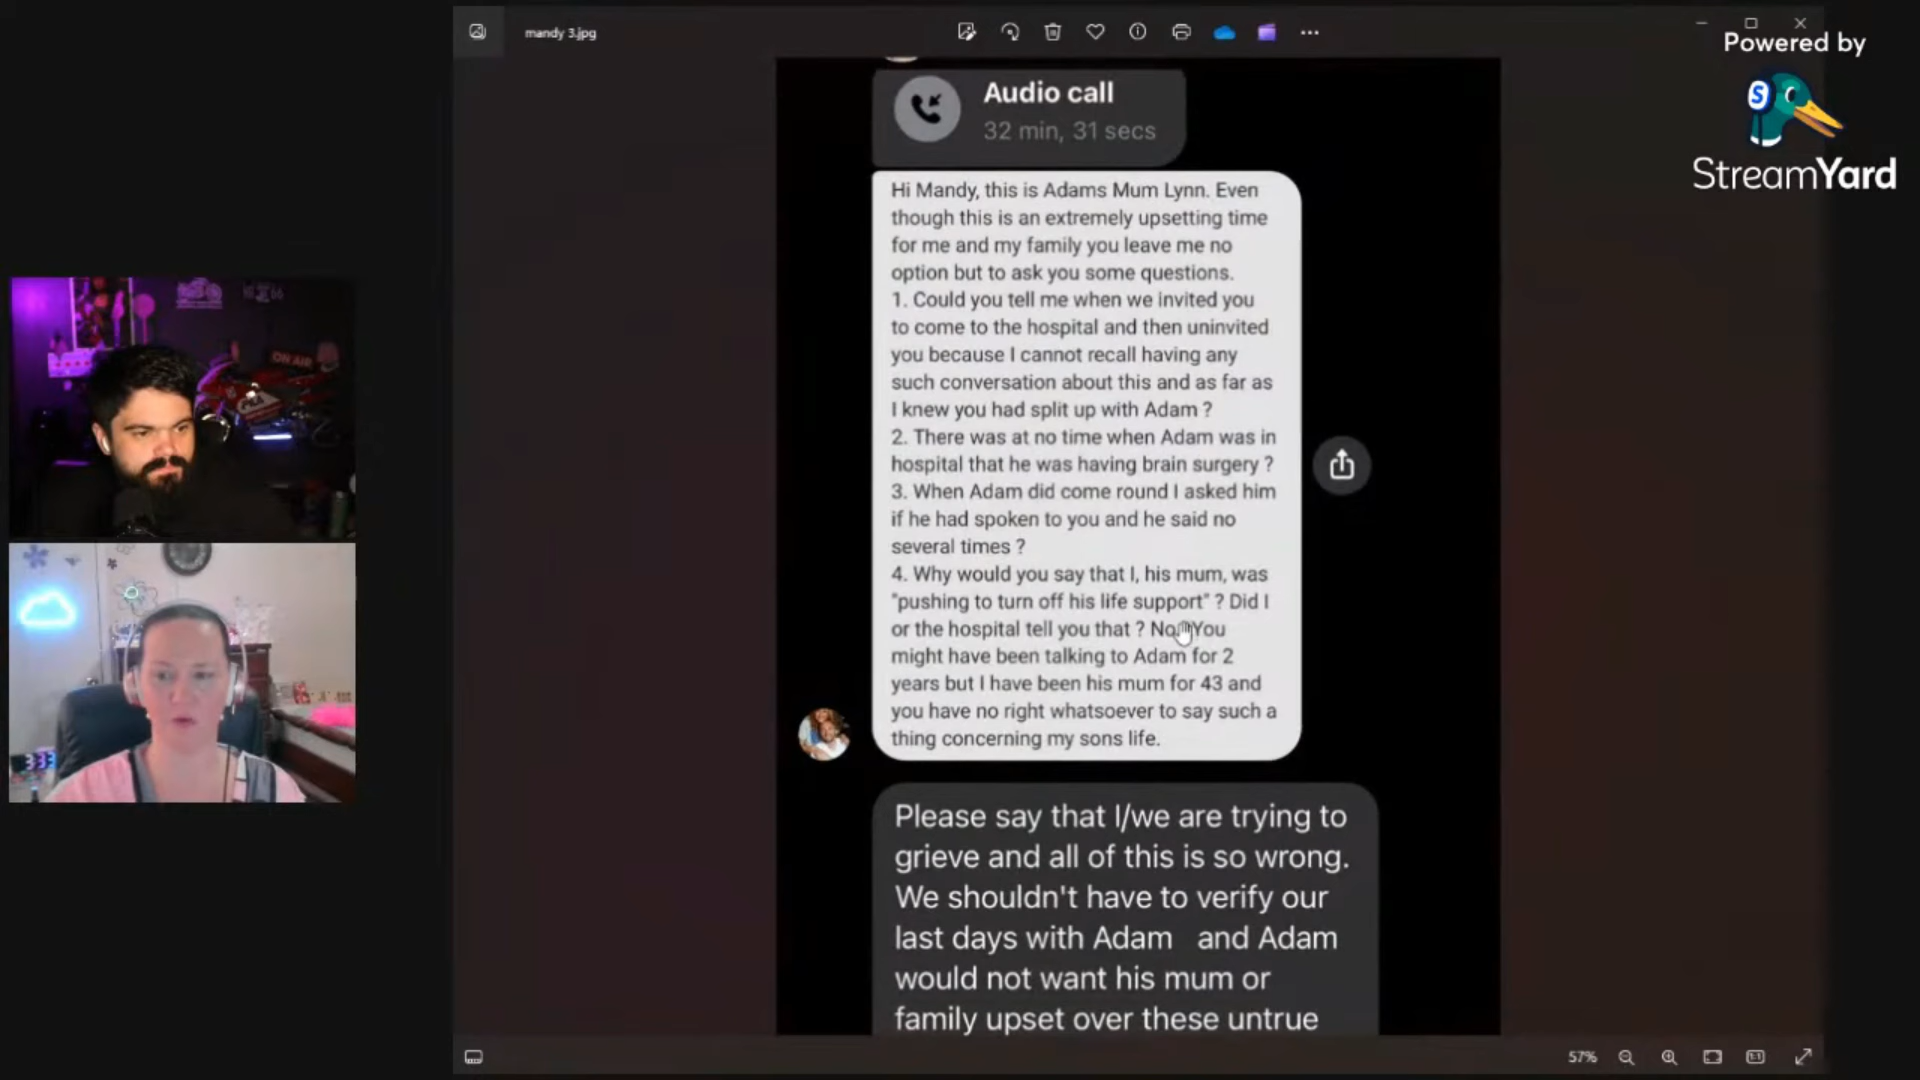 mandy 3.jpg
Powered by
StreamYard
Audio call
32 min, 31 secs
Hi Mandy, this is Adams Mum Lynn. Even
though this is an extremely upsetting time
for me and my family you leave me no
option but to ask you some questions.
1. Could you tell me when we invited you
to come to the hospital and then uninvited
you because I cannot recall having any
such conversation about this and as far as
I knew you had split up with Adam ?
2. There was at no time when Adam was in
hospital that he was having brain surgery ?
3. When Adam did come round I asked him
if he had spoken to you and he said no
several times ?
4. Why would you say that I, his mum, was
"pushing to turn off his life support" ? Did I
or the hospital tell you that ? No You
might have been talking to Adam for 2
years but I have been his mum for 43 and
you have no right whatsoever to say such a
thing concerning my sons life.
Please say that I/we are trying to
grieve and all of this is so wrong.
We shouldn't have to verify our
last days with Adam and Adam
would not want his mum or
family upset over these untrue
ON AIR
57%